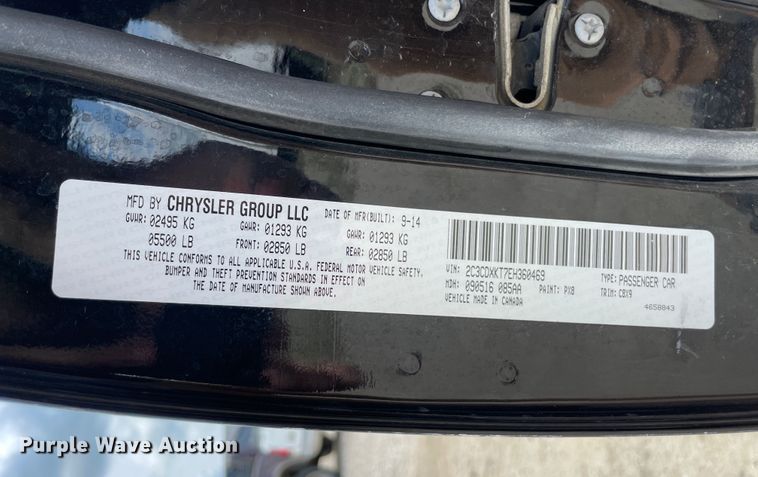 MFD BY CHRYSLER GROUP LLC DATE OF MFR(BUILT): 9-14
GVWR: 02495 KG GAWR: 01293 KG GAWR: 01293 KG
05500 LB FRONT: 02850 LB REAR: 02850 LB
THIS VEHICLE CONFORMS TO ALL APPLICABLE U.S.A. FEDERAL MOTOR VEHICLE SAFETY,
BUMPER AND THEFT PREVENTION STANDARDS IN EFFECT ON
THE DATE OF MANUFACTURE SHOWN ABOVE.
VIN: 2C3CDXKT7EH360469 TYPE: PASSENGER CAR
MDH: 090516 085AA PAINT: PX8 TRIM: C8X9
VEHICLE MADE IN CANADA 4658843
Purple Wave Auction